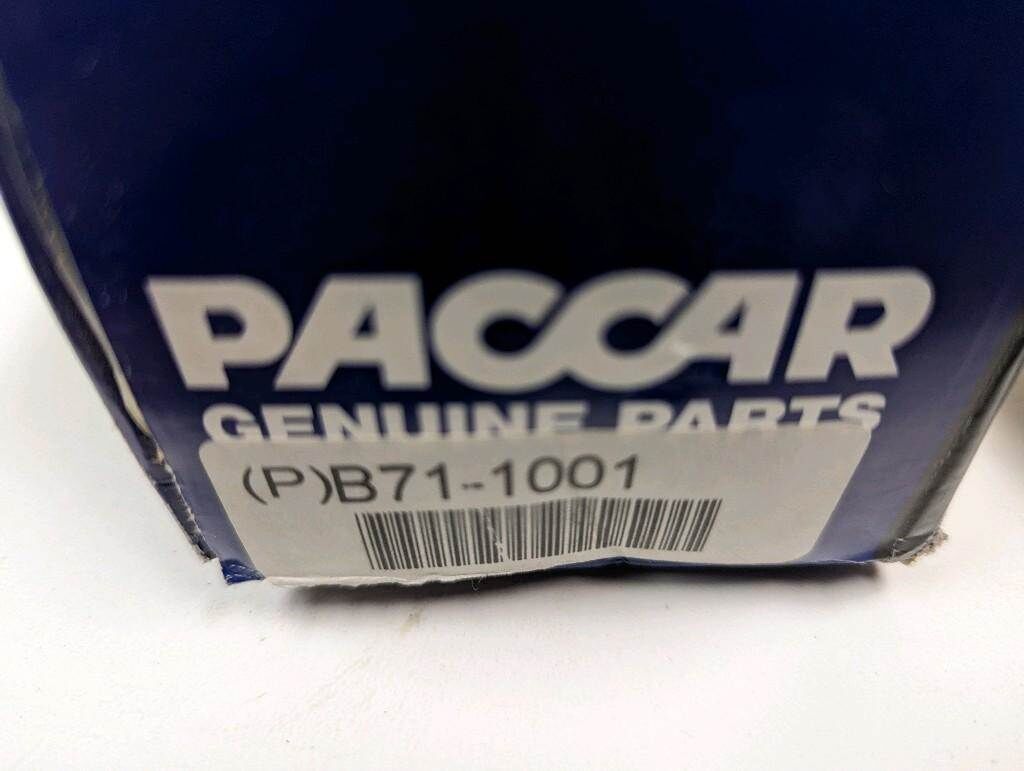 PACCAR
GENUINE PARTS
(P)B71-1001